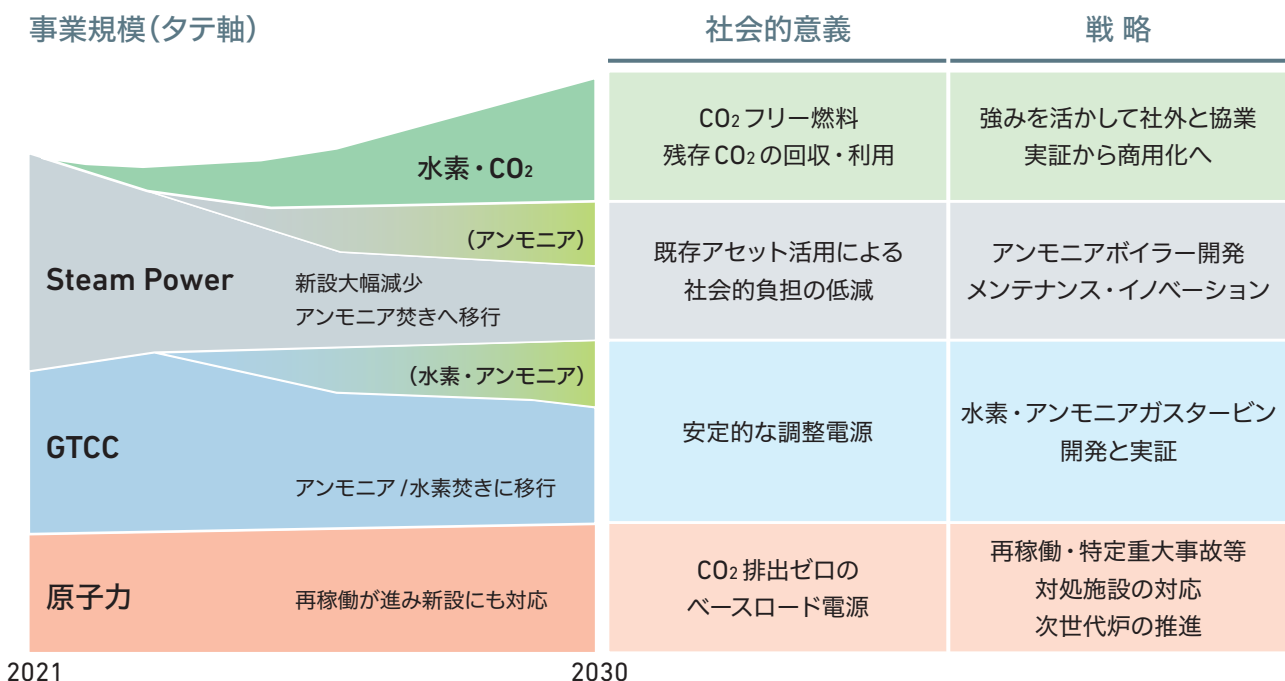 事業規模(タテ軸)
社会的意義
戦 略
水素・CO2
CO2フリー燃料
残存CO2の回収・利用
強みを活かして社外と協業
実証から商用化へ
(アンモニア)
Steam Power
新設大幅減少
アンモニア焚きへ移行
既存アセット活用による
社会的負担の低減
アンモニアボイラー開発
メンテナンス・イノベーション
(水素・アンモニア)
GTCC
アンモニア/水素焚きに移行
安定的な調整電源
水素・アンモニアガスタービン
開発と実証
原子力
再稼働が進み新設にも対応
CO2排出ゼロの
ベースロード電源
再稼働・特定重大事故等
対処施設の対応
次世代炉の推進
2021
2030